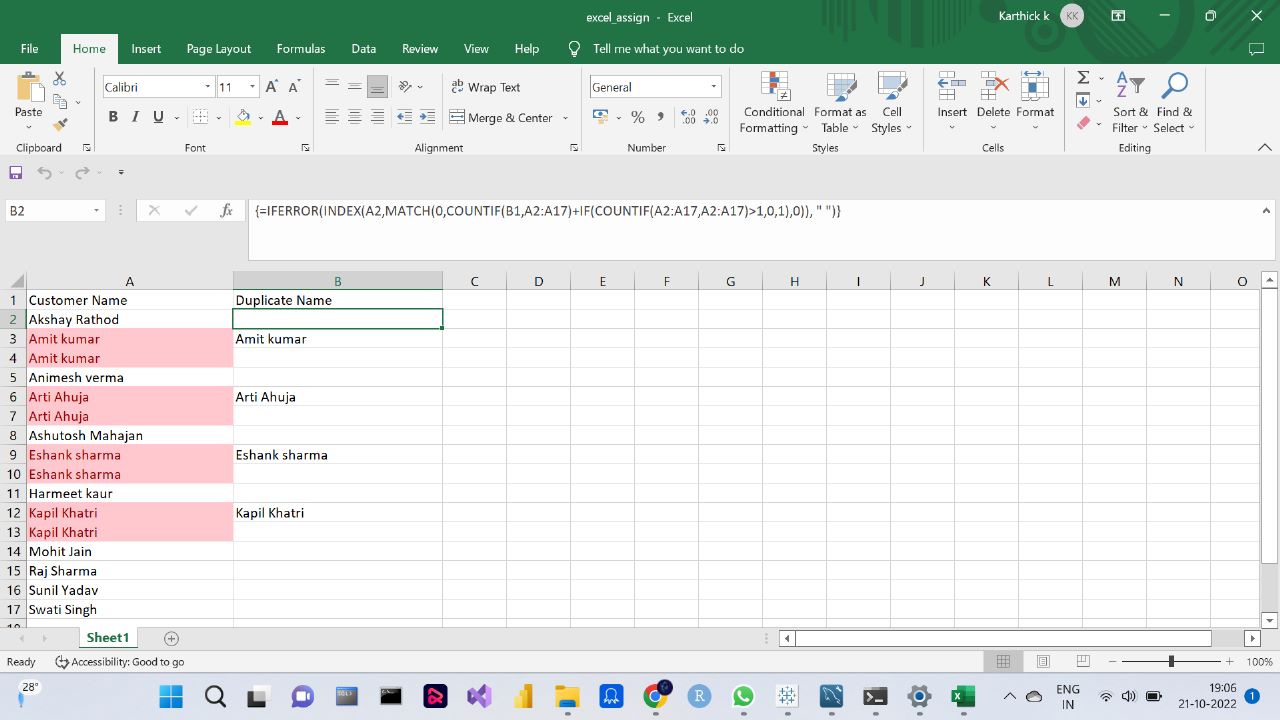 excel_assign - Excel
Karthick k KK
File Home Insert Page Layout Formulas Data Review View Help Tell me what you want to do
Calibri 11 A A ab Wrap Text General
Paste B I U A Merge & Center % , Conditional Formatting Format as Table Cell Styles Insert Delete Format Sort & Filter Find & Select
Clipboard Font Alignment Number Styles Cells Editing
B2 fx {=IFERROR(INDEX(A2,MATCH(0,COUNTIF(B1,A2:A17)+IF(COUNTIF(A2:A17,A2:A17)>1,0,1),0)), " ")}
A B C D E F G H I J K L M N O
1 Customer Name Duplicate Name
2 Akshay Rathod
3 Amit kumar Amit kumar
4 Amit kumar
5 Animesh verma
6 Arti Ahuja Arti Ahuja
7 Arti Ahuja
8 Ashutosh Mahajan
9 Eshank sharma Eshank sharma
10 Eshank sharma
11 Harmeet kaur
12 Kapil Khatri Kapil Khatri
13 Kapil Khatri
14 Mohit Jain
15 Raj Sharma
16 Sunil Yadav
17 Swati Singh
Sheet1
Ready Accessibility: Good to go 100%
28° R ENG IN 19:06 21-10-2022 1